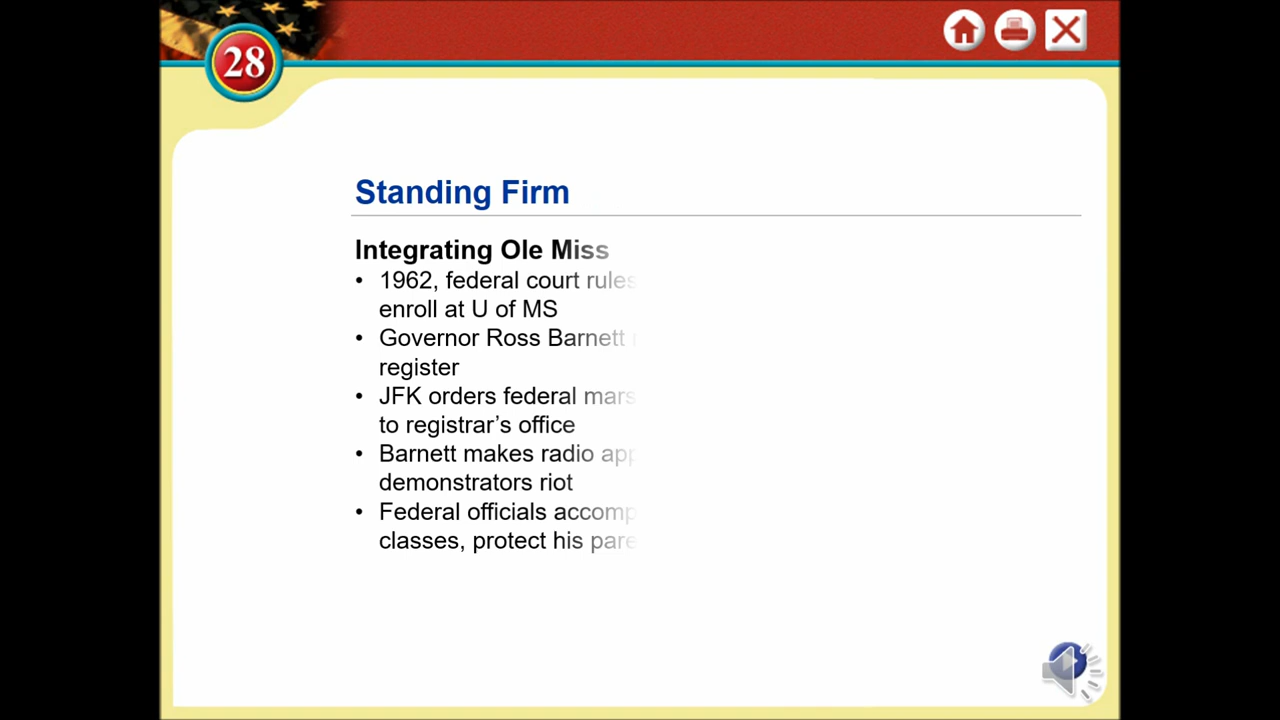 28
Standing Firm
Integrating Ole Miss
• 1962, federal court rules
enroll at U of MS
• Governor Ross Barnett
register
• JFK orders federal
to registrar’s office
• Barnett makes radio
demonstrators riot
• Federal officials
classes, protect his